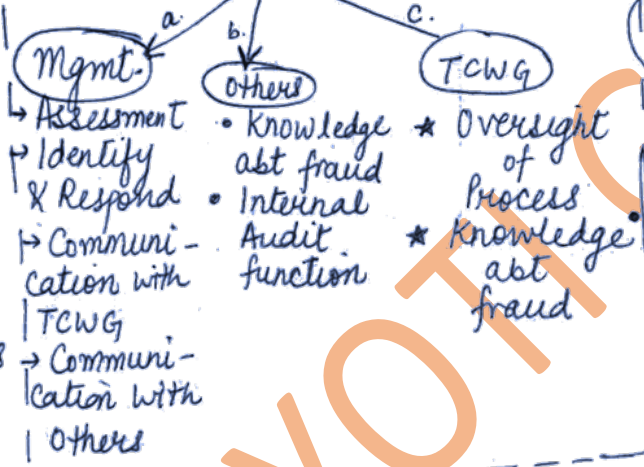 a.
b.
c.
Mgmt.
Others
TCWG
↳ Assessment
→ Identify
& Respond
→ Communi-
cation with
TCWG
→ Communi-
cation with
Others
• Knowledge
abt fraud
• Internal
Audit
function
★ Oversight
of
Process
★ Knowledge
abt
fraud